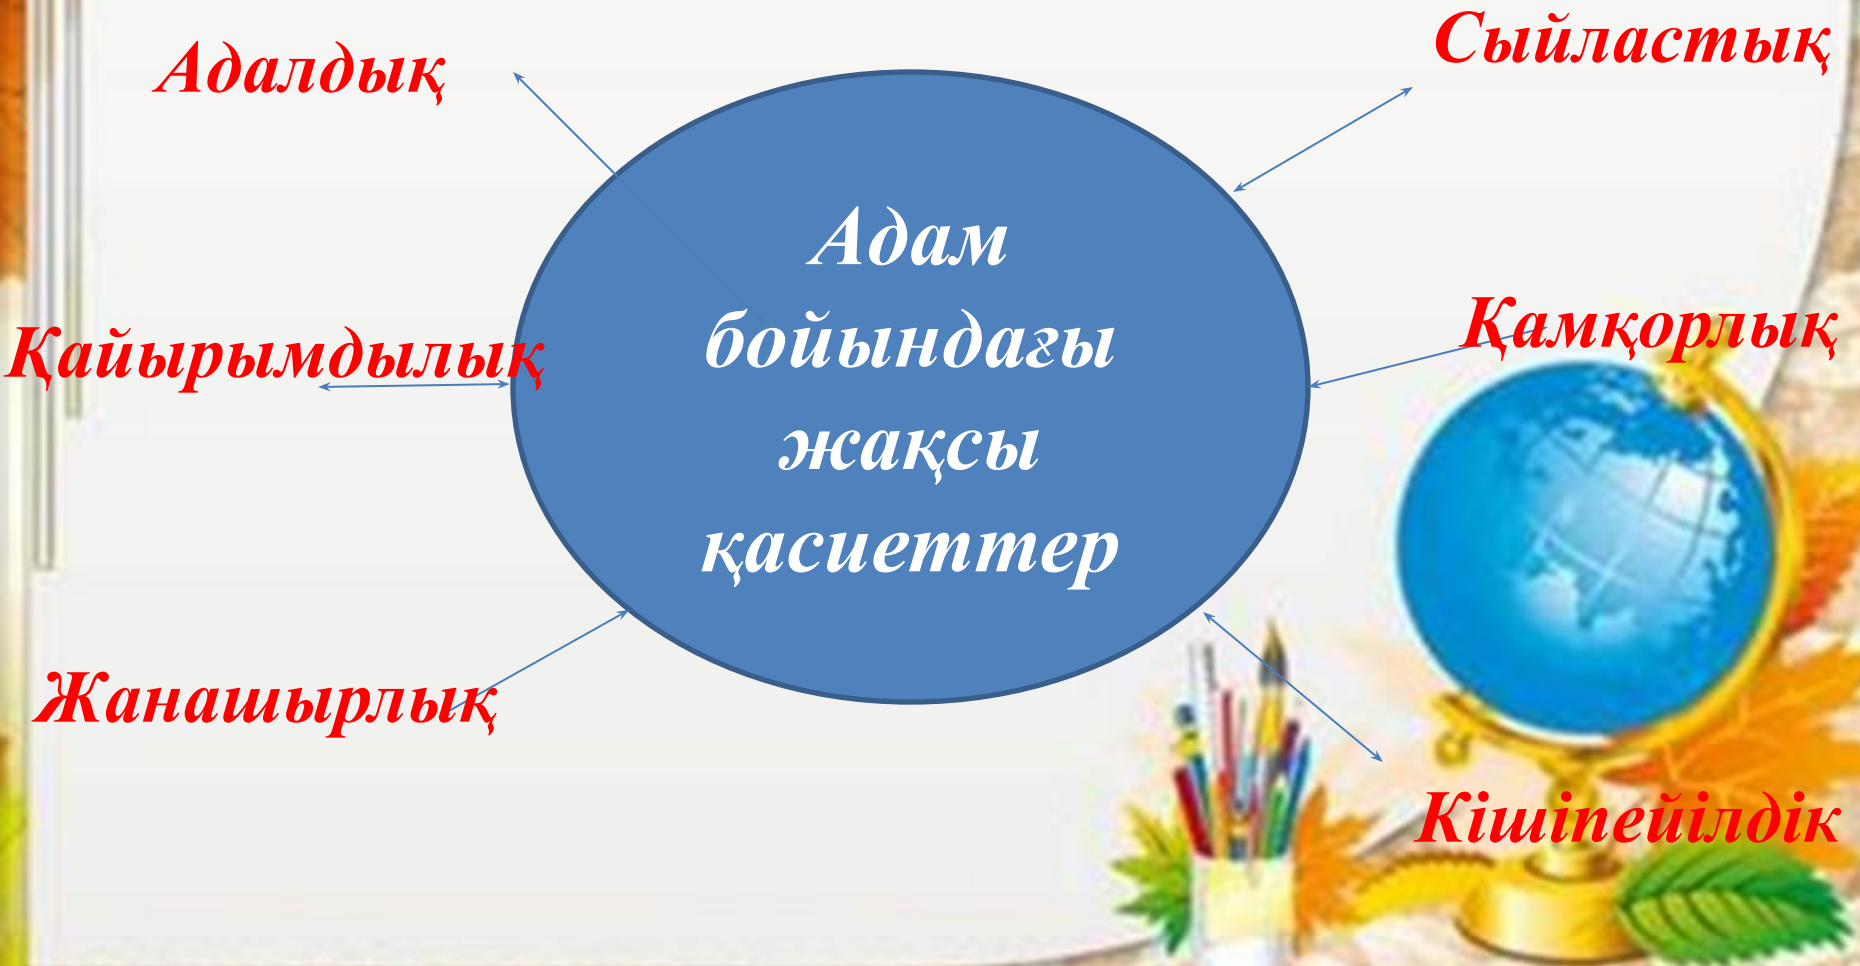 Адалдық
Сыйластық
Адам
бойындағы
жақсы
қасиеттер
Қайырымдылық
Қамқорлық
Жанашырлық
Кішіпейілдік